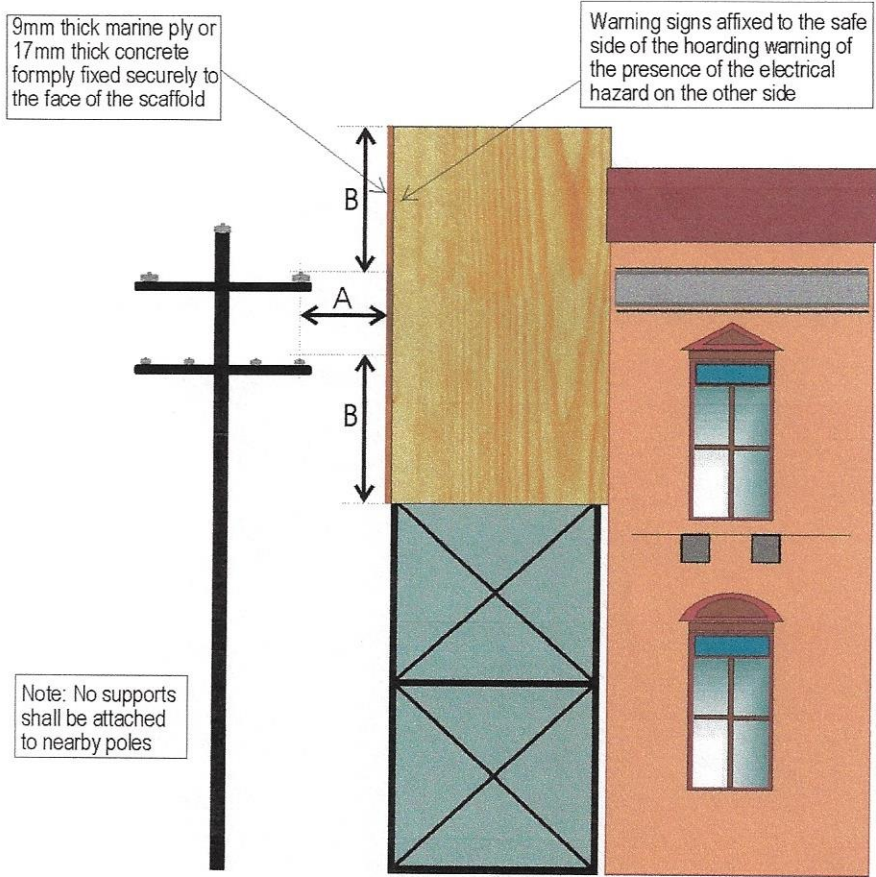 9mm thick marine ply or
17mm thick concrete
formply fixed securely to
the face of the scaffold
Warning signs affixed to the safe
side of the hoarding warning of
the presence of the electrical
hazard on the other side
B
A
B
Note: No supports
shall be attached
to nearby poles